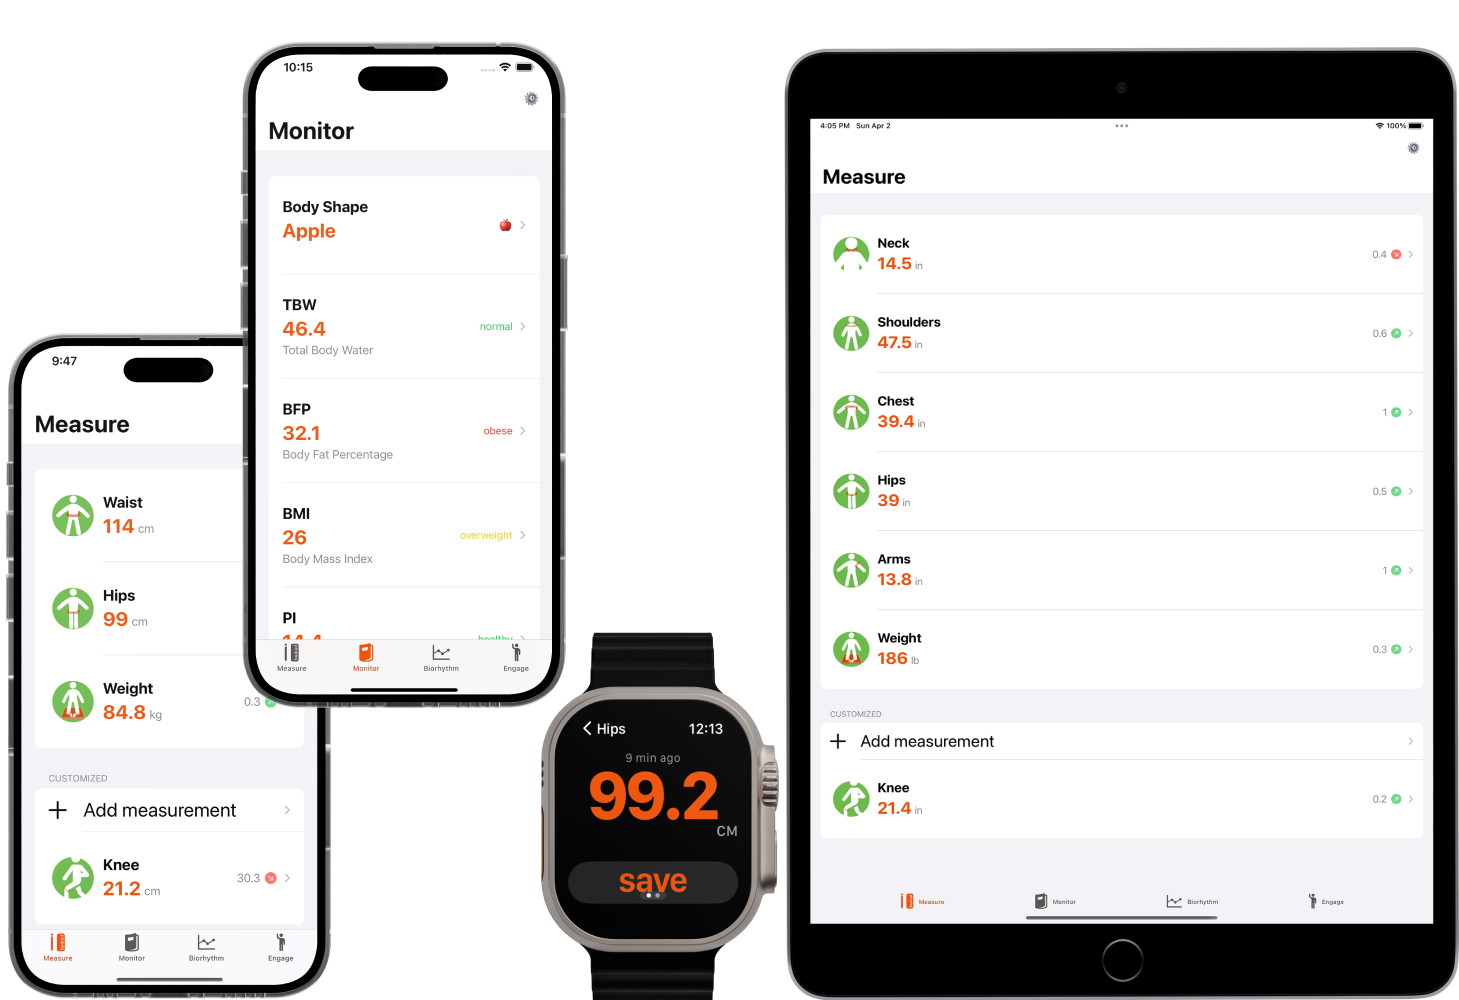 9:47
Measure
Waist
114 cm
Hips
99 cm
Weight
84.8 kg
0.3
CUSTOMIZED
Add measurement
Knee
21.2 cm
30.3
Measure
Monitor
Biorhythm
Engage
10:15
Monitor
Body Shape
Apple
TBW
46.4
normal
Total Body Water
BFP
32.1
obese
Body Fat Percentage
BMI
26
overweight
Body Mass Index
PI
14.4
healthy
Measure
Monitor
Biorhythm
Engage
Hips
12:13
9 min ago
99.2
CM
save
4:05 PM Sun Apr 2
100%
Measure
Neck
14.5 in
0.4
Shoulders
47.5 in
0.6
Chest
39.4 in
1
Hips
39 in
0.5
Arms
13.8 in
1
Weight
186 lb
0.3
CUSTOMIZED
Add measurement
Knee
21.4 in
0.2
Measure
Monitor
Biorhythm
Engage